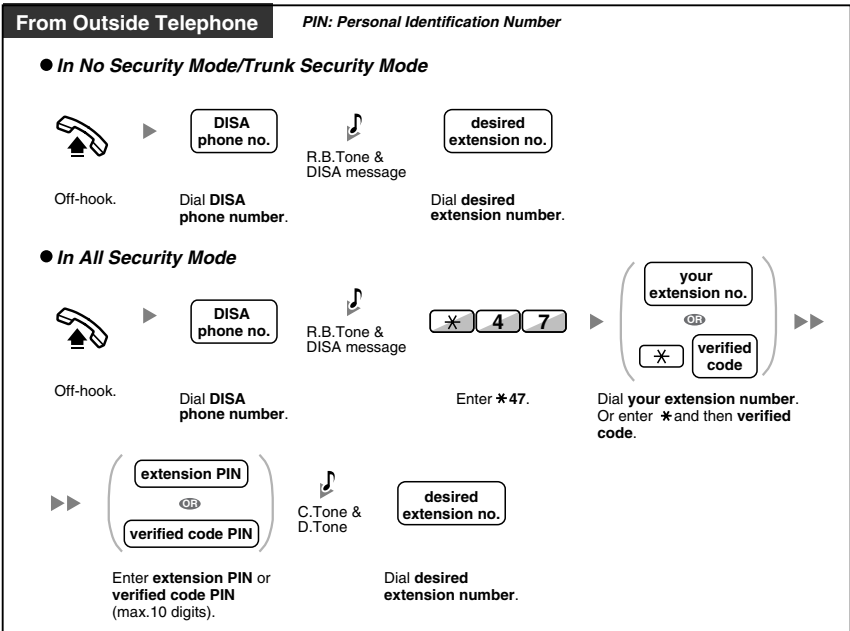 From Outside Telephone
PIN: Personal Identification Number
● In No Security Mode/Trunk Security Mode
DISA
phone no.
R.B.Tone &
DISA message
desired
extension no.
Off-hook.
Dial DISA
phone number.
Dial desired
extension number.
● In All Security Mode
DISA
phone no.
R.B.Tone &
DISA message
* 4 7
your
extension no.
OR
* verified
code
Off-hook.
Dial DISA
phone number.
Enter *47.
Dial your extension number.
Or enter * and then verified
code.
extension PIN
OR
verified code PIN
C.Tone &
D.Tone
desired
extension no.
Enter extension PIN or
verified code PIN
(max.10 digits).
Dial desired
extension number.